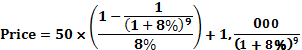 Price = 50 × ( (1 − 1/(1 + 8%)^9) / 8% ) + 1, 000/(1 + 8%)^9